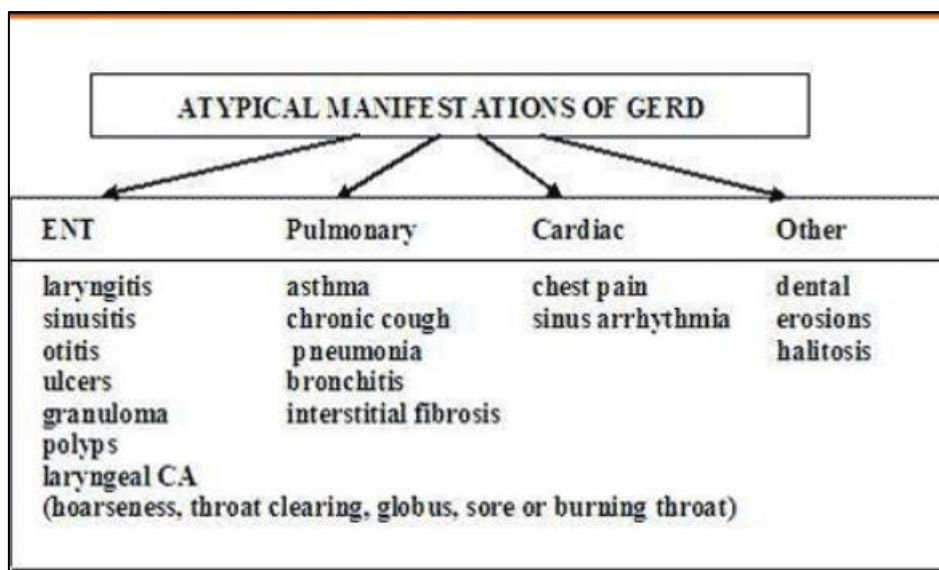 ATYPICAL MANIFESTATIONS OF GERD
ENT Pulmonary Cardiac Other
laryngitis asthma chest pain dental
sinusitis chronic cough sinus arrhythmia erosions
otitis pneumonia halitosis
ulcers bronchitis
granuloma interstitial fibrosis
polyps
laryngeal CA
(hoarseness, throat clearing, globus, sore or burning throat)